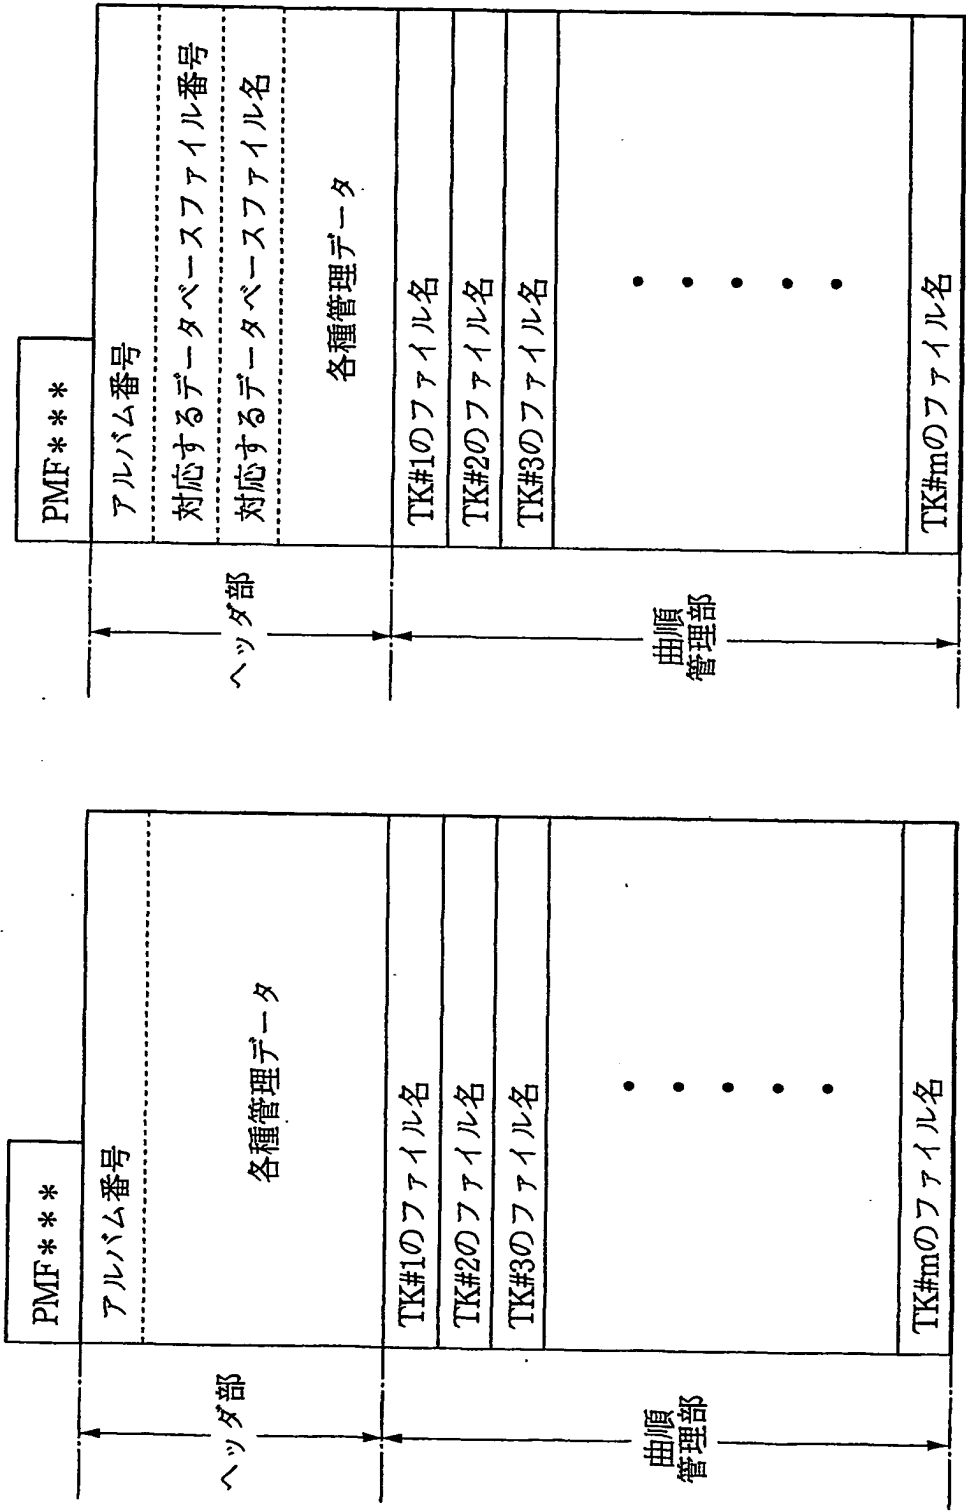 PMF***
アルバム番号
各種管理データ
TK#1のファイル名
TK#2のファイル名
TK#3のファイル名
TK#mのファイル名
ヘッダ部
曲順
管理部
PMF***
アルバム番号
対応するデータベースファイル番号
対応するデータベースファイル名
各種管理データ
TK#1のファイル名
TK#2のファイル名
TK#3のファイル名
TK#mのファイル名
ヘッダ部
曲順
管理部